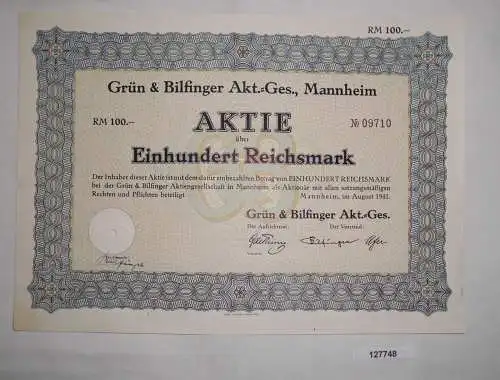 RM 100.—
Grün & Bilfinger Akt.=Ges., Mannheim
RM 100.— AKTIE № 09710
über
Einhundert Reichsmark
Der Inhaber dieser Aktie ist mit dem dafür einbezahlten Betrag von EINHUNDERT REICHSMARK
bei der Grün & Bilfinger Aktiengesellschaft in Mannheim als Aktionär mit allen satzungsmäßigen
Rechten und Pflichten beteiligt. Mannheim, im August 1941.
Grün & Bilfinger Akt.=Ges.
Der Aufsichtsrat: Der Vorstand:
127748